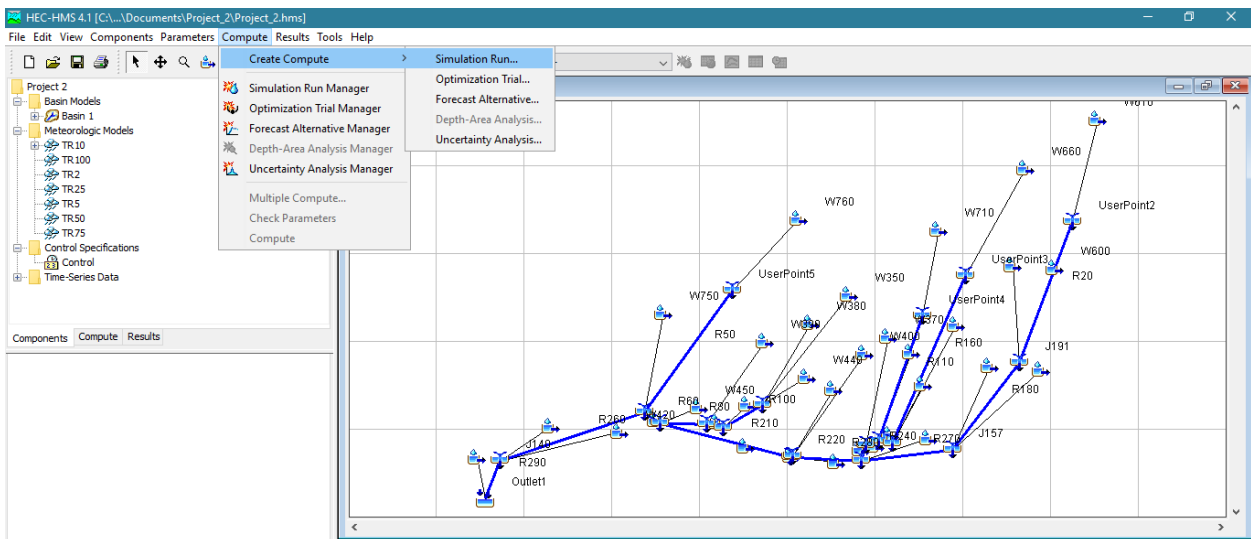 HEC-HMS 4.1 [C:\...\Documents\Project_2\Project_2.hms]
File Edit View Components Parameters Compute Results Tools Help
Create Compute
Simulation Run Manager
Optimization Trial Manager
Forecast Alternative Manager
Depth-Area Analysis Manager
Uncertainty Analysis Manager
Multiple Compute...
Check Parameters
Compute
Simulation Run...
Optimization Trial...
Forecast Alternative...
Depth-Area Analysis...
Uncertainty Analysis...
Project 2
Basin Models
Basin 1
Meteorologic Models
TR10
TR100
TR2
TR25
TR5
TR50
TR75
Control Specifications
Control
Time-Series Data
Components Compute Results
W610
W660
W760
W710
UserPoint2
W600
UserPoint3
R20
UserPoint5
W350
W750
W380
UserPoint4
W370
R50
W400
R160
J191
W440
R110
R180
W450
R100
R60
R80
W420
R260
R210
J140
R220
R240
R270
J157
R290
Outlet1